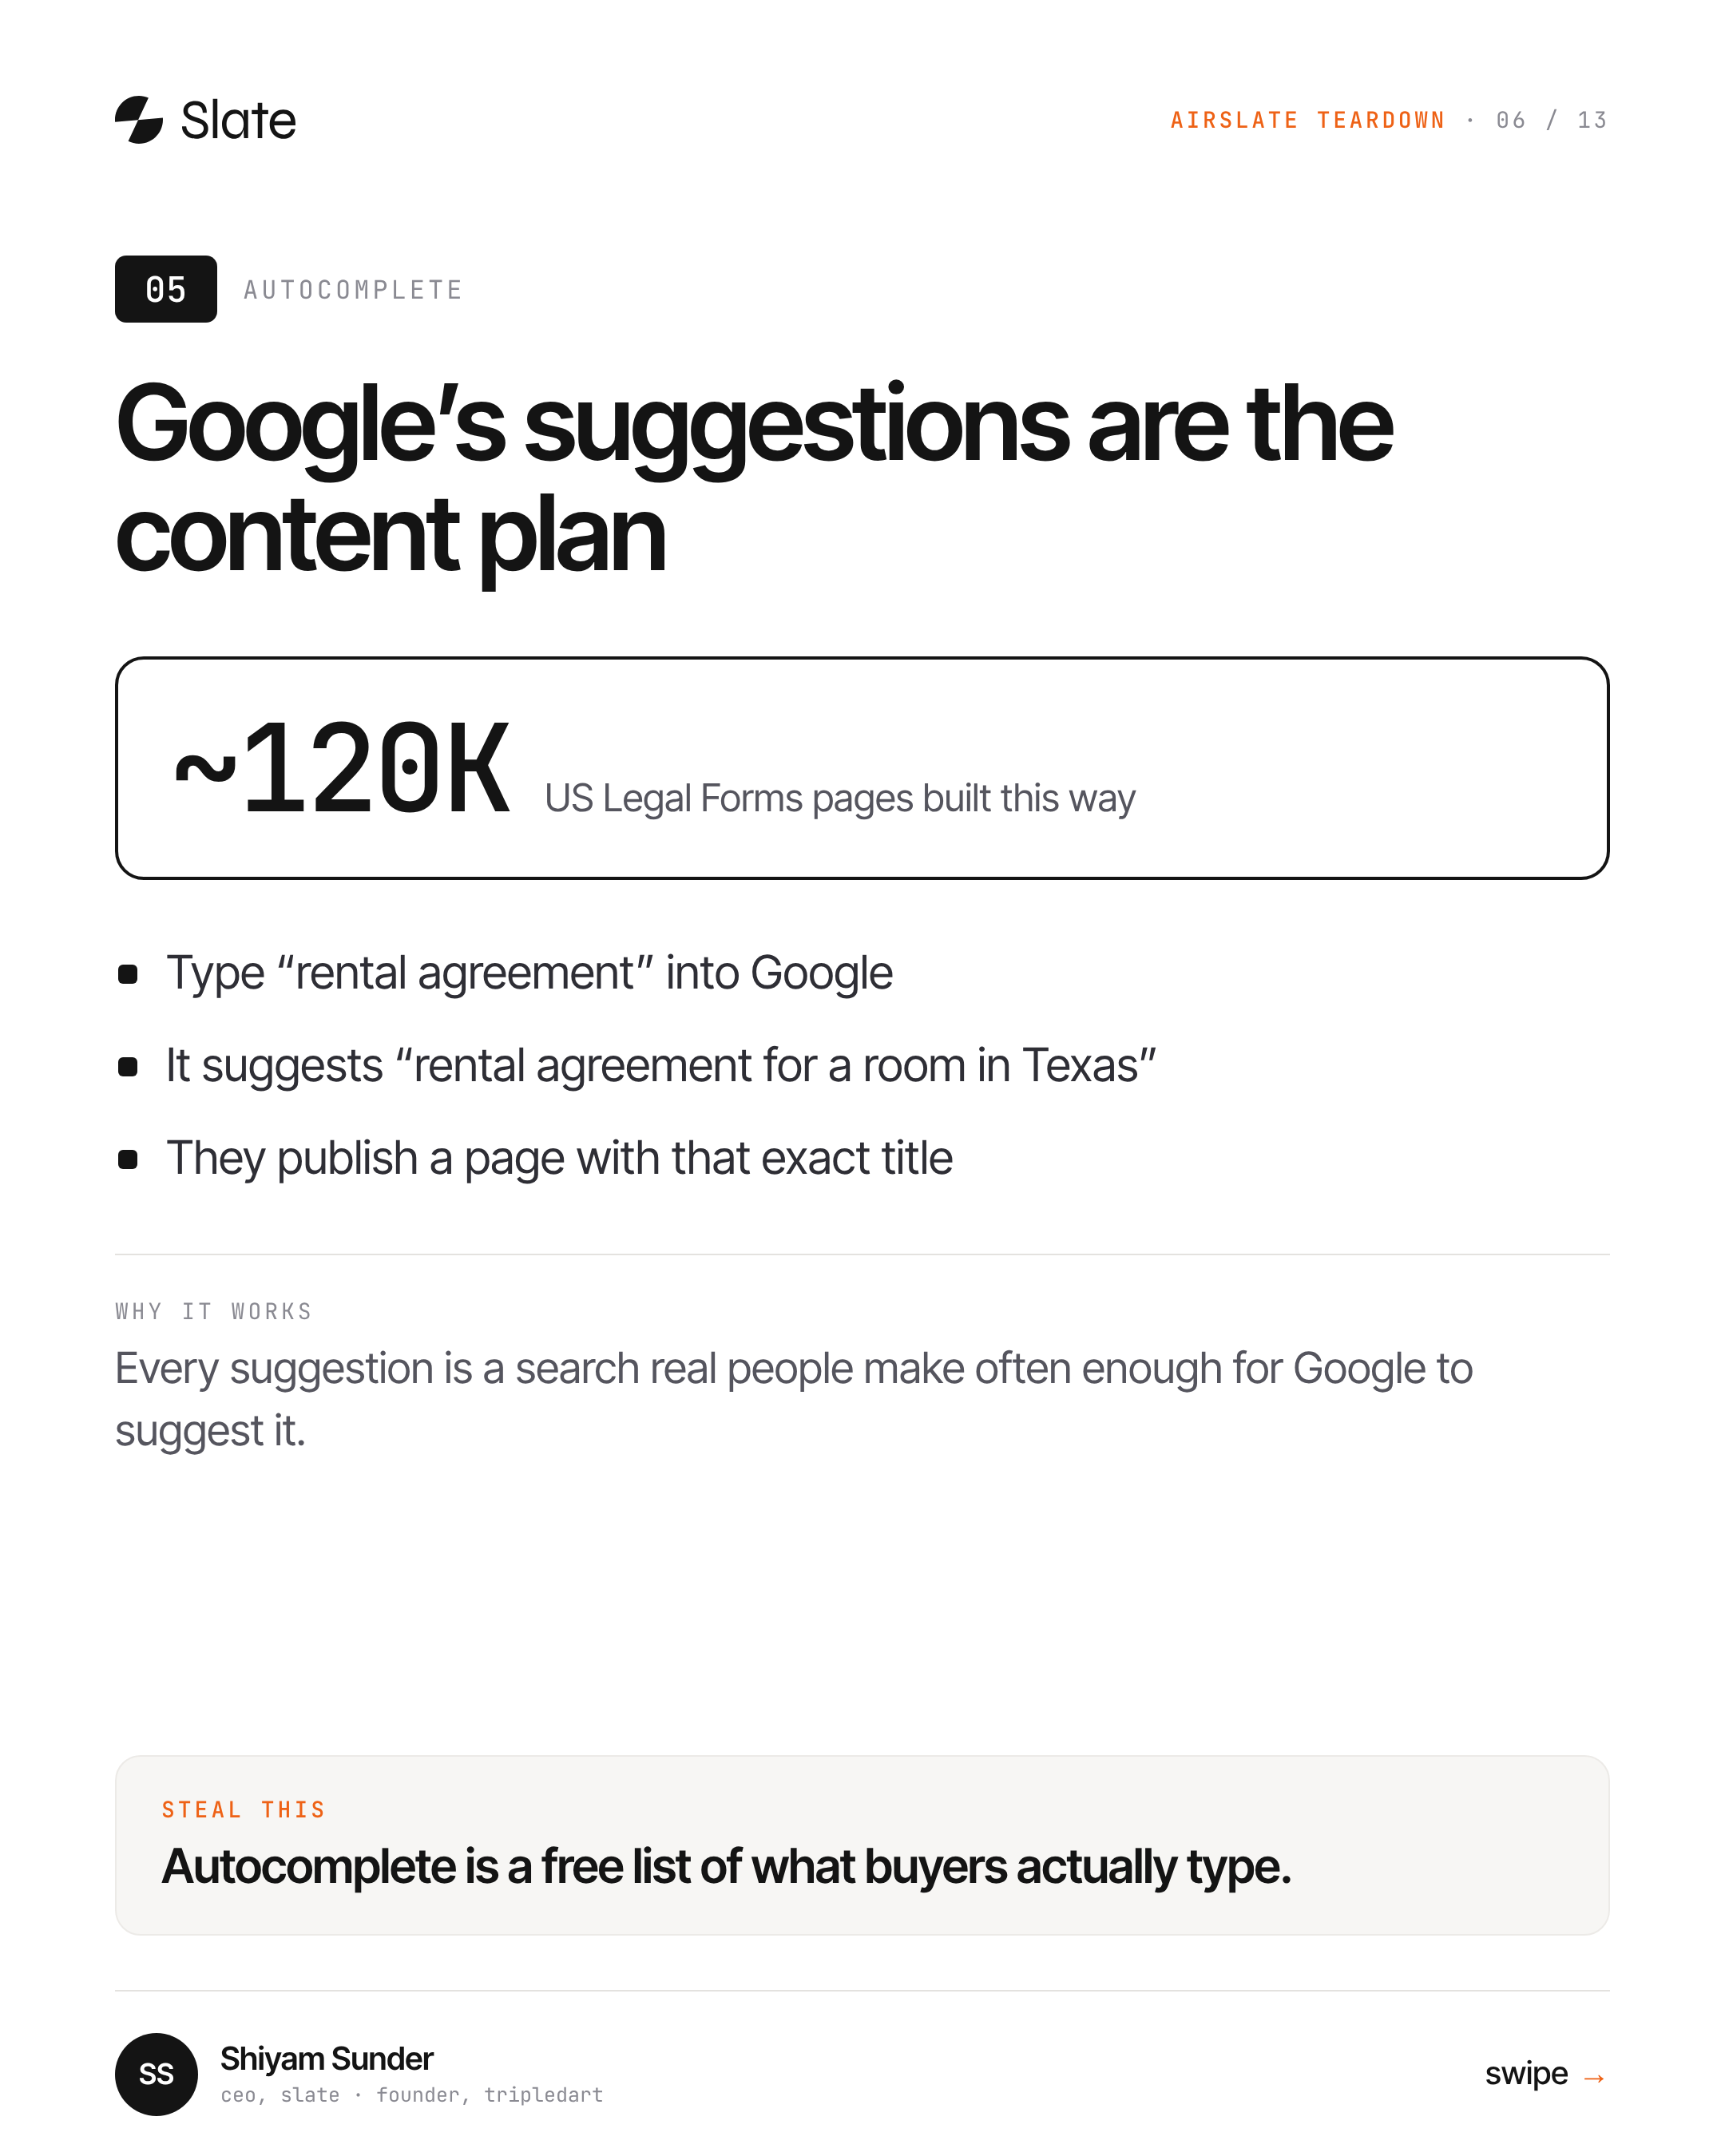 Slate
AIRSLATE TEARDOWN · 06 / 13
05 AUTOCOMPLETE
Google’s suggestions are the
content plan
~120K US Legal Forms pages built this way
Type “rental agreement” into Google
It suggests “rental agreement for a room in Texas”
They publish a page with that exact title
WHY IT WORKS
Every suggestion is a search real people make often enough for Google to
suggest it.
STEAL THIS
Autocomplete is a free list of what buyers actually type.
SS
Shiyam Sunder
ceo, slate · founder, tripledart
swipe →